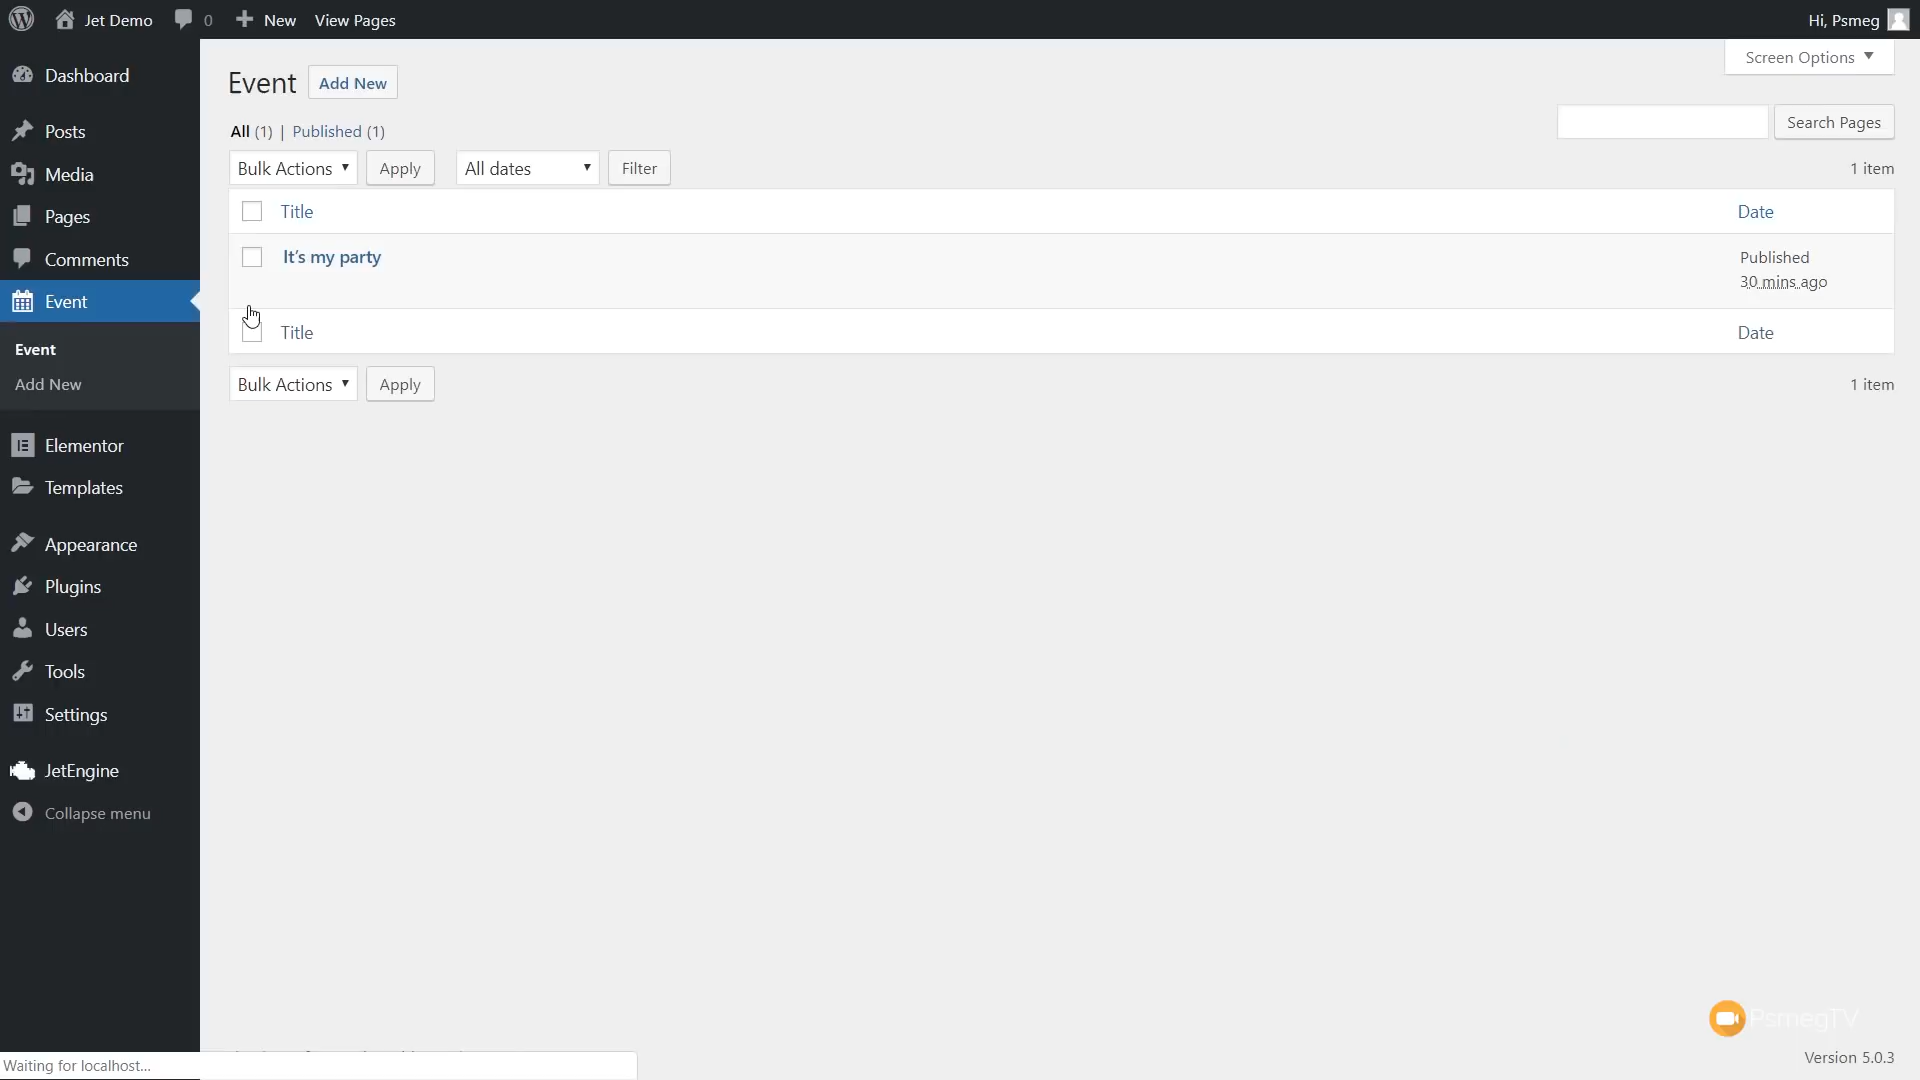 Jet Demo 0 New View Pages Hi, Psmeg
Screen Options
Dashboard
Posts
Media
Pages
Comments
Event
Event
Add New
Elementor
Templates
Appearance
Plugins
Users
Tools
Settings
JetEngine
Collapse menu
Event Add New
All (1) | Published (1)
Search Pages
Bulk Actions Apply All dates Filter 1 item
Title Date
It's my party Published
30 mins ago
Title Date
Bulk Actions Apply 1 item
PsmegTV
Version 5.0.3
Waiting for localhost...